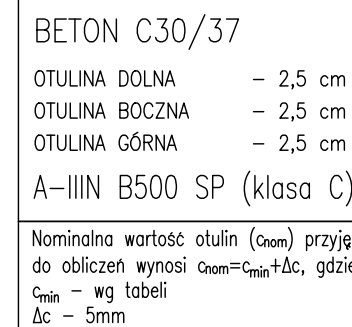 BETON C30/37
OTULINA DOLNA – 2,5 cm
OTULINA BOCZNA – 2,5 cm
OTULINA GÓRNA – 2,5 cm
A-IIIN B500 SP (klasa C)
Nominalna wartość otulin (cnom) przyję
do obliczeń wynosi cnom=cmin+Δc, gdzie
cmin – wg tabeli
Δc – 5mm